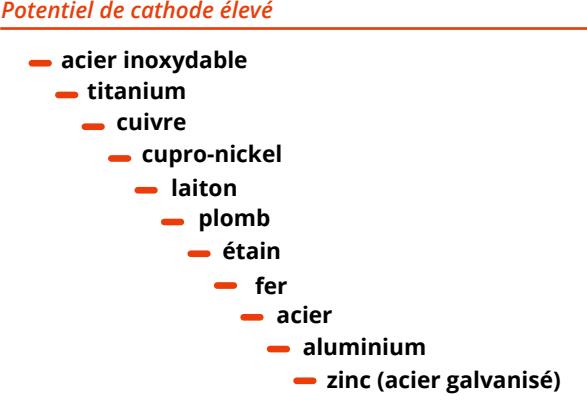 Potentiel de cathode élevé
acier inoxydable
titanium
cuivre
cupro-nickel
laiton
plomb
étain
fer
acier
aluminium
zinc (acier galvanisé)